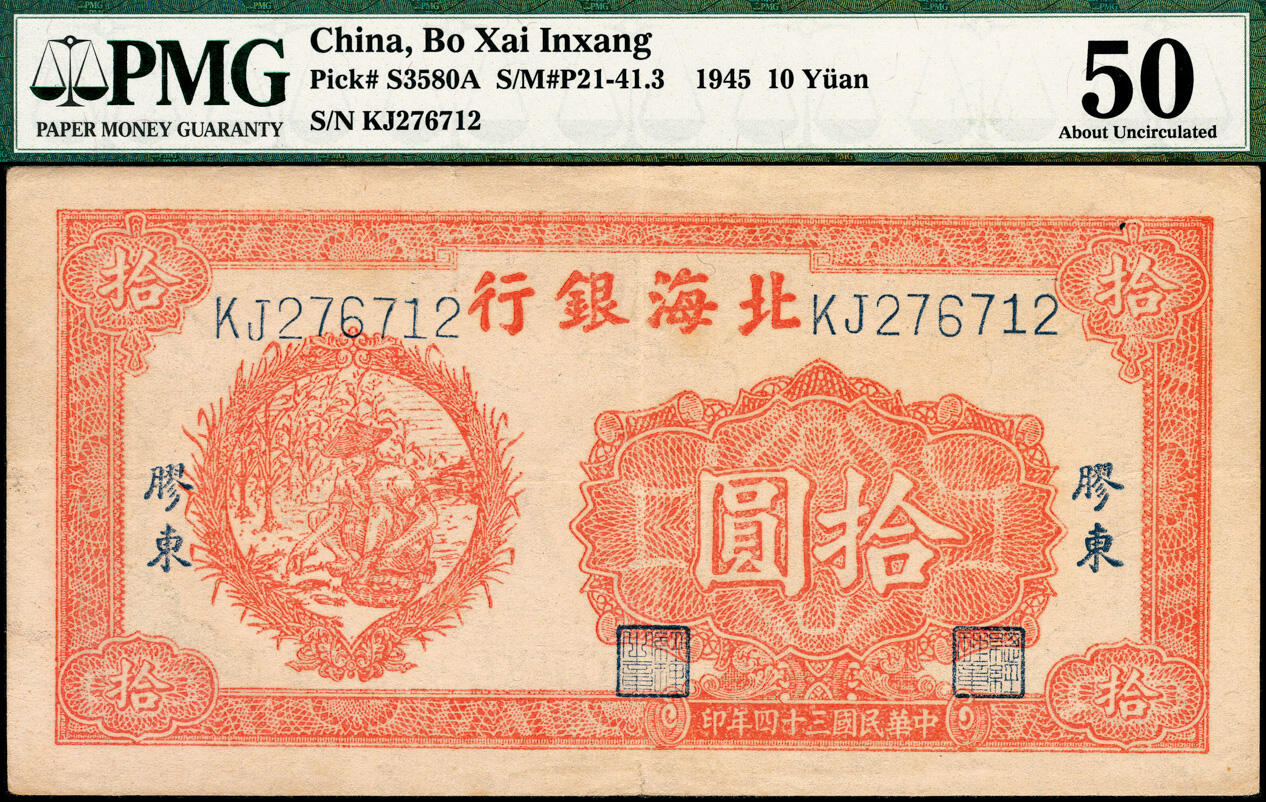 PMG
PAPER MONEY GUARANTY
China, Bo Xai Inxang
Pick# S3580A S/M#P21-41.3 1945 10 Yüan
S/N KJ276712
50
About Uncirculated
拾
拾
KJ276712
北海銀行
KJ276712
膠東
拾圓
膠東
拾
拾
中華民國三十四年印